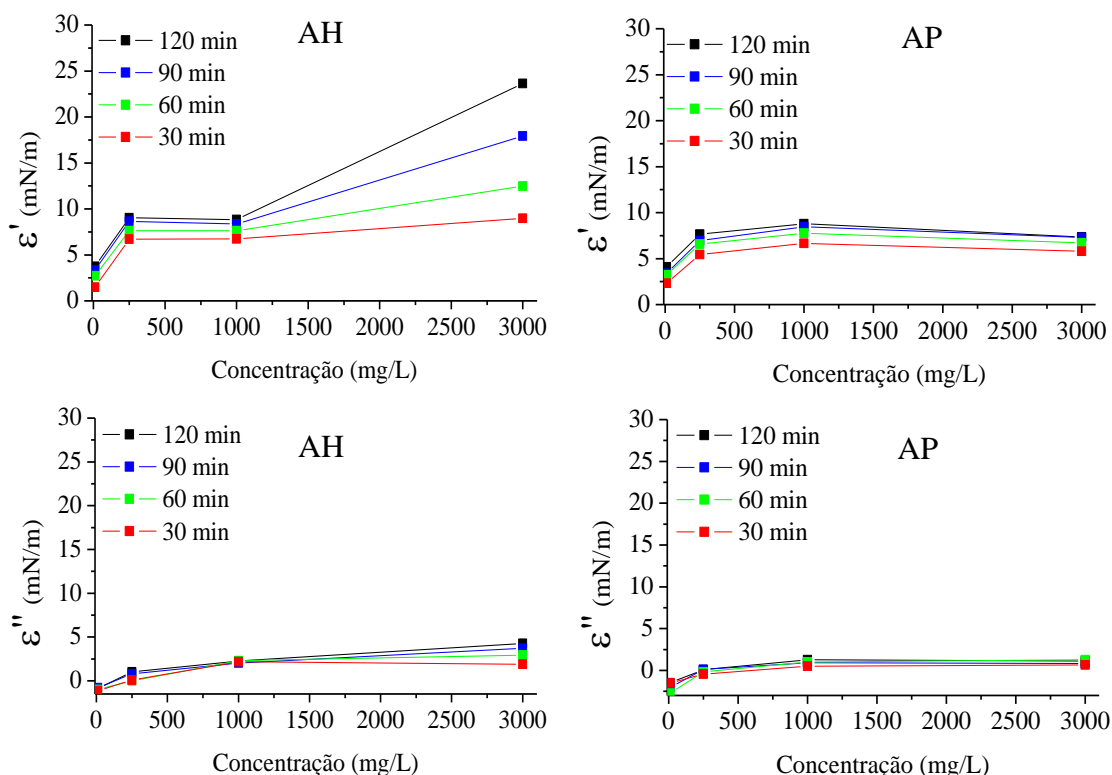 AH
120 min
90 min
60 min
30 min
ε' (mN/m)
30
25
20
15
10
5
0
0 500 1000 1500 2000 2500 3000
Concentração (mg/L)
AP
120 min
90 min
60 min
30 min
ε' (mN/m)
30
25
20
15
10
5
0
500 1000 1500 2000 2500 3000
Concentração (mg/L)
AH
120 min
90 min
60 min
30 min
ε" (mN/m)
30
25
20
15
10
5
0
0 500 1000 1500 2000 2500 3000
Concentração (mg/L)
AP
120 min
90 min
60 min
30 min
ε" (mN/m)
30
25
20
15
10
5
0
0 500 1000 1500 2000 2500 3000
Concentração (mg/L)